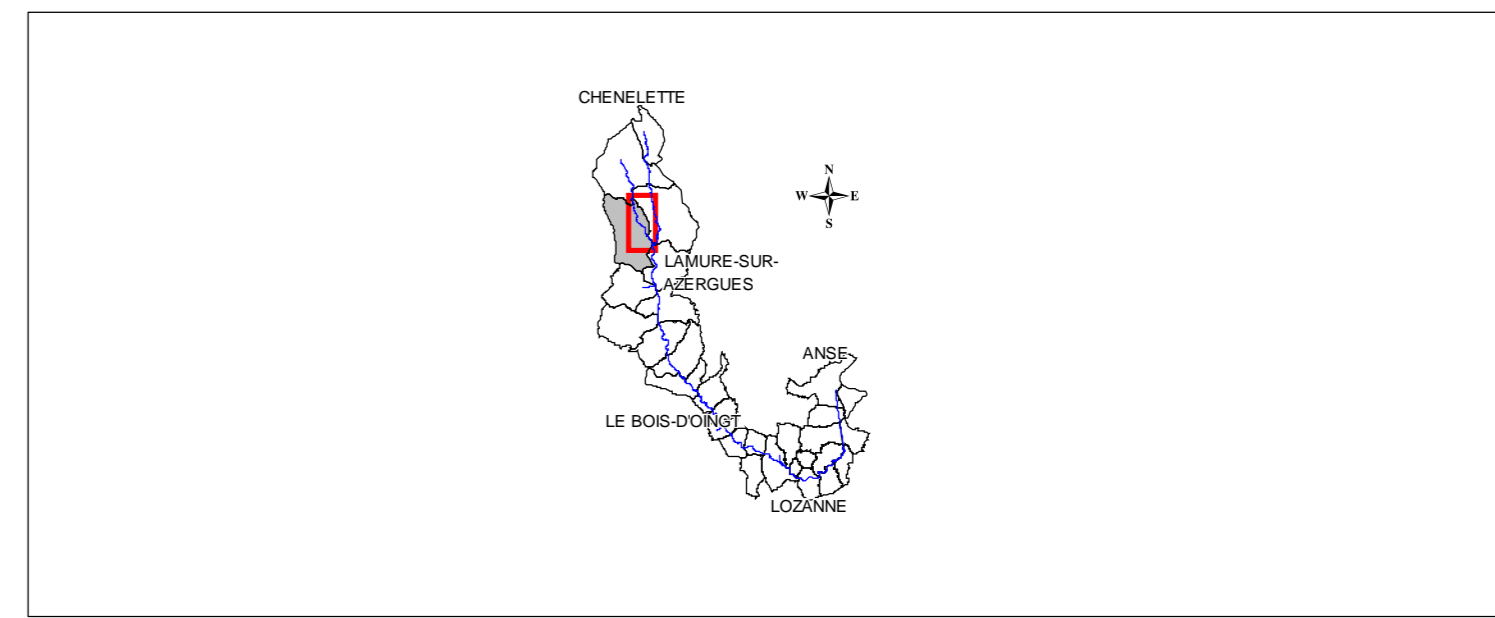 CHENELETTE
N
W E
S
LAMURE-SUR-
AZERGUES
ANSE
LE BOIS-D'OINGT
LOZANNE